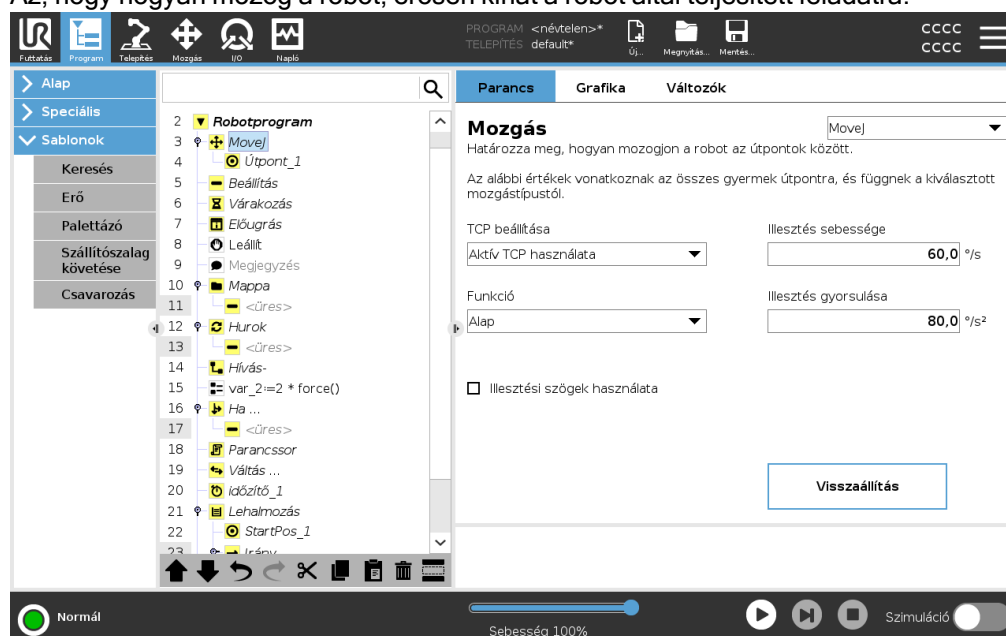 Az, hogy hogyan mozog a robot, erősen kihat a robot által teljesített feladatra.
Futtatás
Program
Telepítés
Mozgás
I/O
Napló
PROGRAM <névtelen>*
TELEPÍTÉS default*
Új...
Megnyitás...
Mentés...
CCCC
CCCC
Alap
Speciális
Sablonok
Keresés
Erő
Palettázó
Szállítószalag
követése
Csavarozás
2 Robotprogram
3 MoveJ
4 Útpont_1
5 Beállítás
6 Várakozás
7 Előugrás
8 Leállít
9 Megjegyzés
10 Mappa
11 <üres>
12 Hurok
13 <üres>
14 Hívás-
15 var_2≔2 * force()
16 Ha ...
17 <üres>
18 Parancssor
19 Váltás ...
20 időzítő_1
21 Lehalmozás
22 StartPos_1
23 Irány
Parancs
Grafika
Változók
Mozgás
MoveJ
Határozza meg, hogyan mozogjon a robot az útpontok között.
Az alábbi értékek vonatkoznak az összes gyermek útpontra, és függnek a kiválasztott
mozgástípustól.
TCP beállítása
Illesztés sebessége
Aktív TCP használata
60,0 °/s
Funkció
Illesztés gyorsulása
Alap
80,0 °/s²
Illesztési szögek használata
Visszaállítás
Normál
Sebesség 100%
Szimuláció